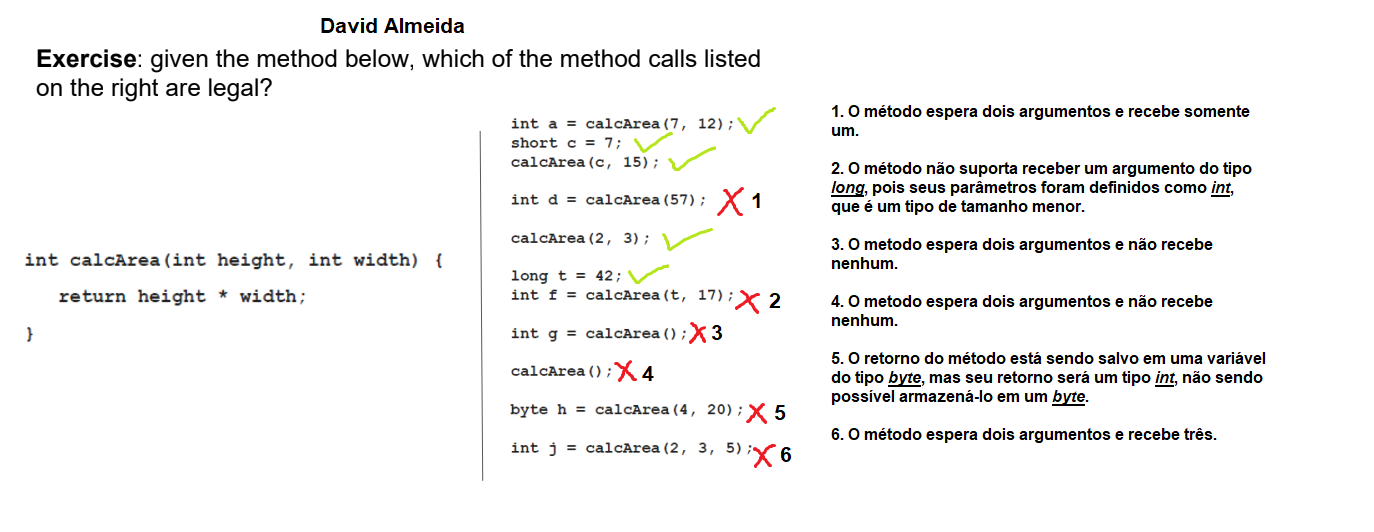 David Almeida
Exercise: given the method below, which of the method calls listed
on the right are legal?
int calcArea(int height, int width) {
return height * width;
}
int a = calcArea(7, 12);
short c = 7;
calcArea(c, 15);
int d = calcArea(57); 1
calcArea(2, 3);
long t = 42;
int f = calcArea(t, 17); 2
int g = calcArea(); 3
calcArea(); 4
byte h = calcArea(4, 20); 5
int j = calcArea(2, 3, 5); 6
1. O método espera dois argumentos e recebe somente
um.
2. O método não suporta receber um argumento do tipo
long, pois seus parâmetros foram definidos como int,
que é um tipo de tamanho menor.
3. O metodo espera dois argumentos e não recebe
nenhum.
4. O metodo espera dois argumentos e não recebe
nenhum.
5. O retorno do método está sendo salvo em uma variável
do tipo byte, mas seu retorno será um tipo int, não sendo
possível armazená-lo em um byte.
6. O método espera dois argumentos e recebe três.